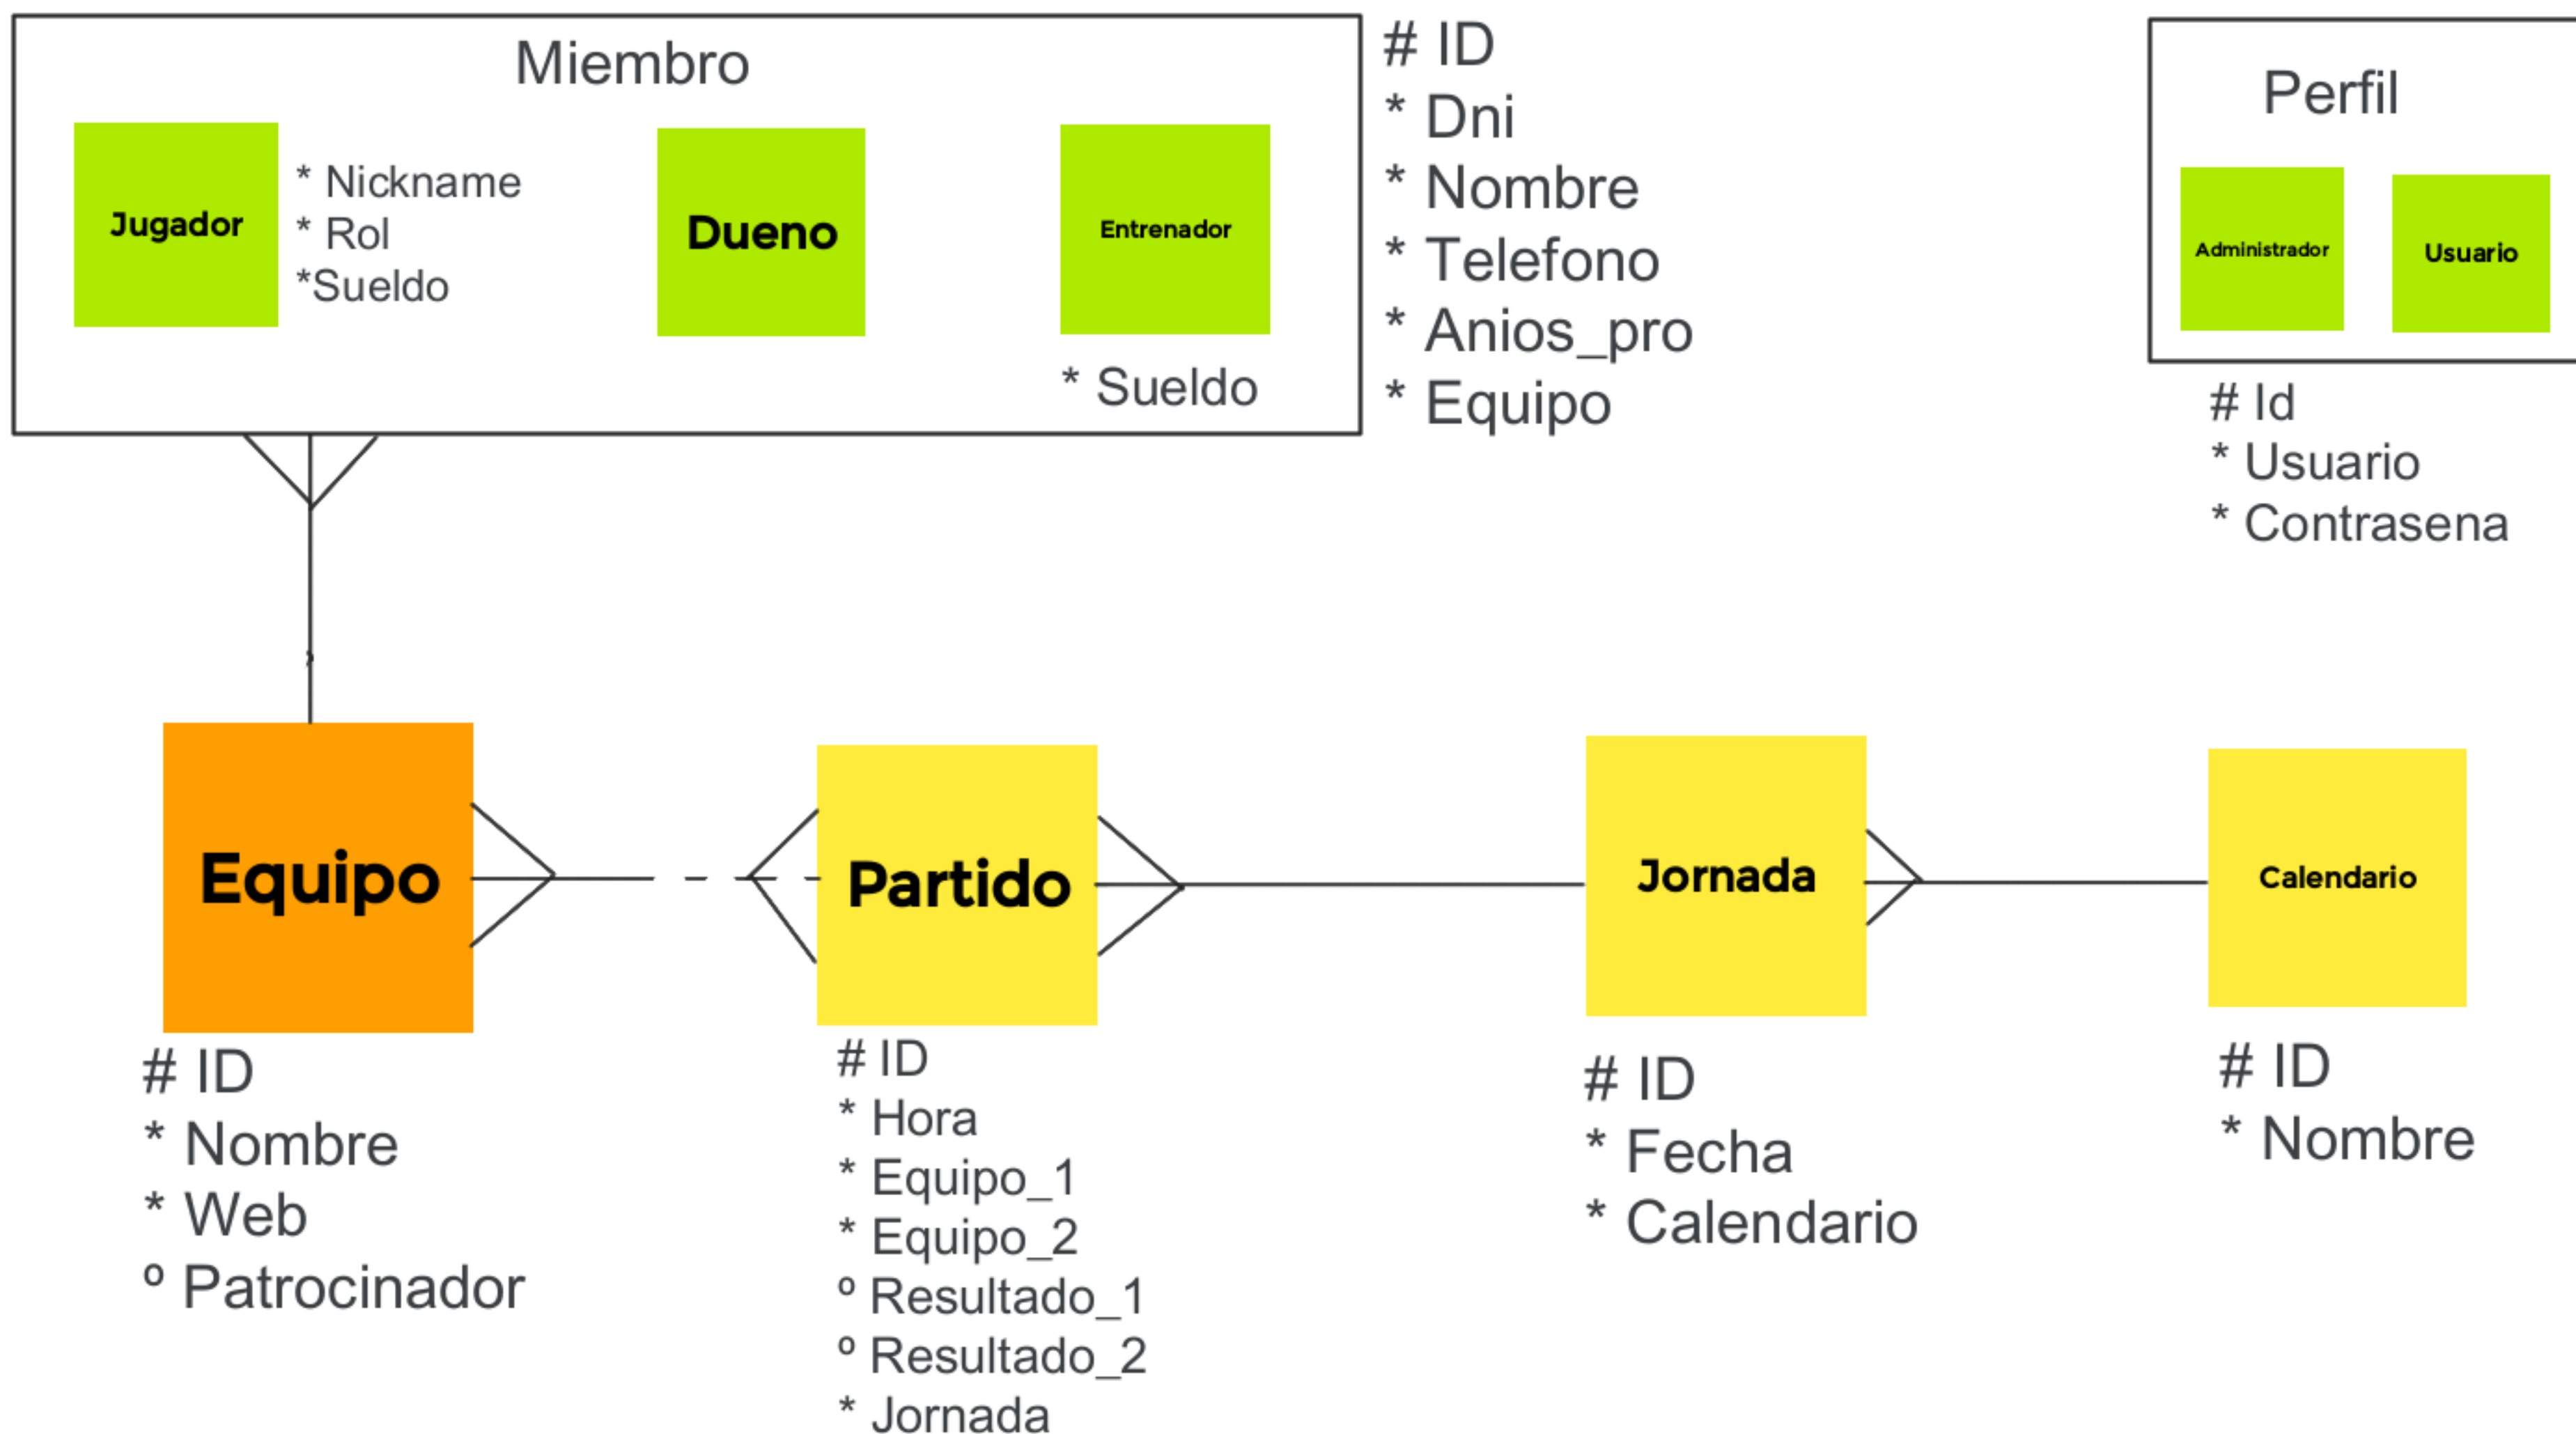 Miembro
Jugador
* Nickname
* Rol
*Sueldo
Dueno
Entrenador
* Sueldo
# ID
* Dni
* Nombre
* Telefono
* Anios_pro
* Equipo
Perfil
Administrador
Usuario
# Id
* Usuario
* Contrasena
Equipo
# ID
* Nombre
* Web
º Patrocinador
Partido
# ID
* Hora
* Equipo_1
* Equipo_2
º Resultado_1
º Resultado_2
* Jornada
Jornada
# ID
* Fecha
* Calendario
Calendario
# ID
* Nombre